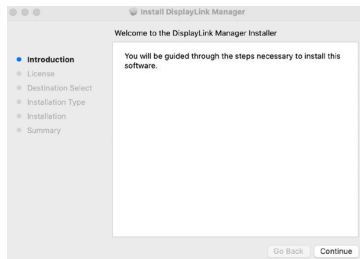 Install DisplayLink Manager
Welcome to the DisplayLink Manager Installer
Introduction
License
Destination Select
Installation Type
Installation
Summary
You will be guided through the steps necessary to install this
software.
Go Back
Continue